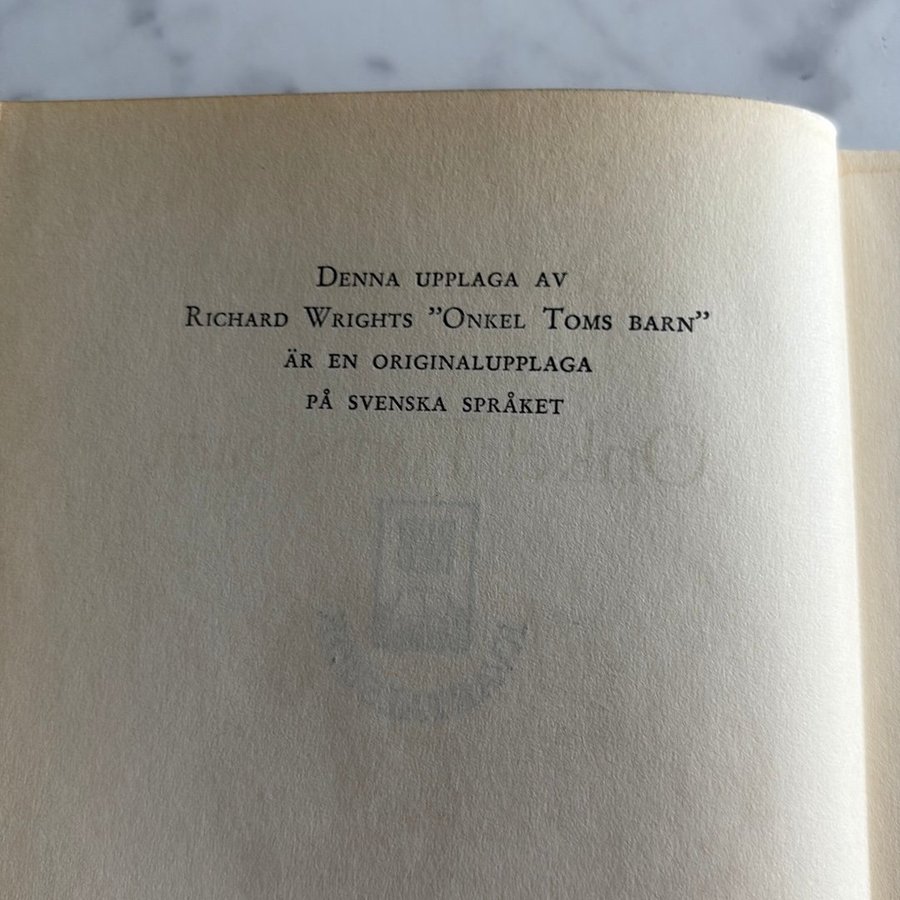 Denna upplaga av
Richard Wrights ”Onkel Toms barn”
är en originalupplaga
på svenska språket